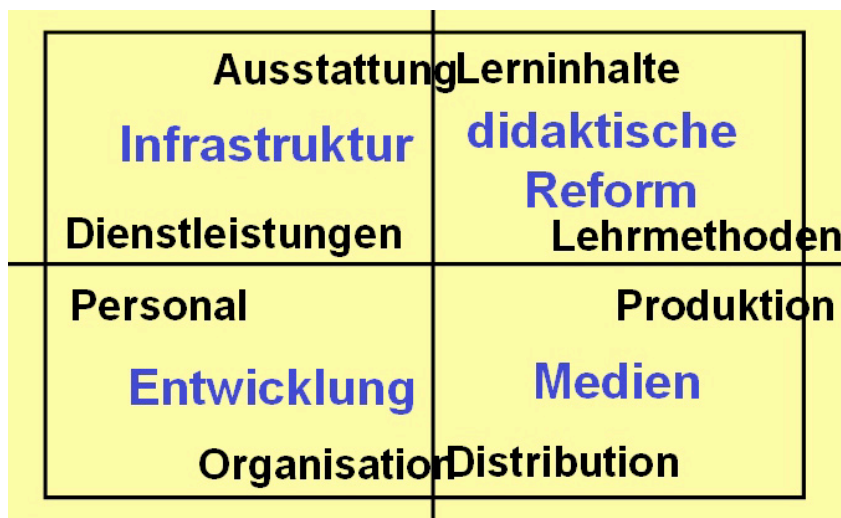 Ausstattung
Infrastruktur
Dienstleistungen
Lerninhalte
didaktische
Reform
Lehrmethoden
Personal
Entwicklung
Organisation
Produktion
Medien
Distribution